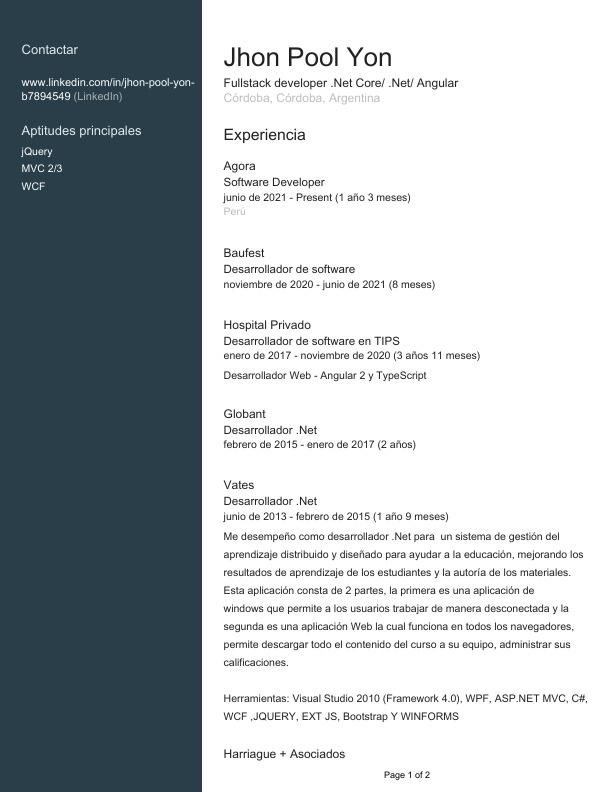 Contactar
www.linkedin.com/in/jhon-pool-yon-
b7894549 (LinkedIn)
Aptitudes principales
jQuery
MVC 2/3
WCF
Jhon Pool Yon
Fullstack developer .Net Core/ .Net/ Angular
Córdoba, Córdoba, Argentina
Experiencia
Agora
Software Developer
junio de 2021 - Present (1 año 3 meses)
Perú
Baufest
Desarrollador de software
noviembre de 2020 - junio de 2021 (8 meses)
Hospital Privado
Desarrollador de software en TIPS
enero de 2017 - noviembre de 2020 (3 años 11 meses)
Desarrollador Web - Angular 2 y TypeScript
Globant
Desarrollador .Net
febrero de 2015 - enero de 2017 (2 años)
Vates
Desarrollador .Net
junio de 2013 - febrero de 2015 (1 año 9 meses)
Me desempeño como desarrollador .Net para  un sistema de gestión del
aprendizaje distribuido y diseñado para ayudar a la educación, mejorando los
resultados de aprendizaje de los estudiantes y la autoría de los materiales.
Esta aplicación consta de 2 partes, la primera es una aplicación de
windows que permite a los usuarios trabajar de manera desconectada y la
segunda es una aplicación Web la cual funciona en todos los navegadores,
permite descargar todo el contenido del curso a su equipo, administrar sus
calificaciones.
Herramientas: Visual Studio 2010 (Framework 4.0), WPF, ASP.NET MVC, C#,
WCF ,JQUERY, EXT JS, Bootstrap Y WINFORMS
Harriague + Asociados
Page 1 of 2